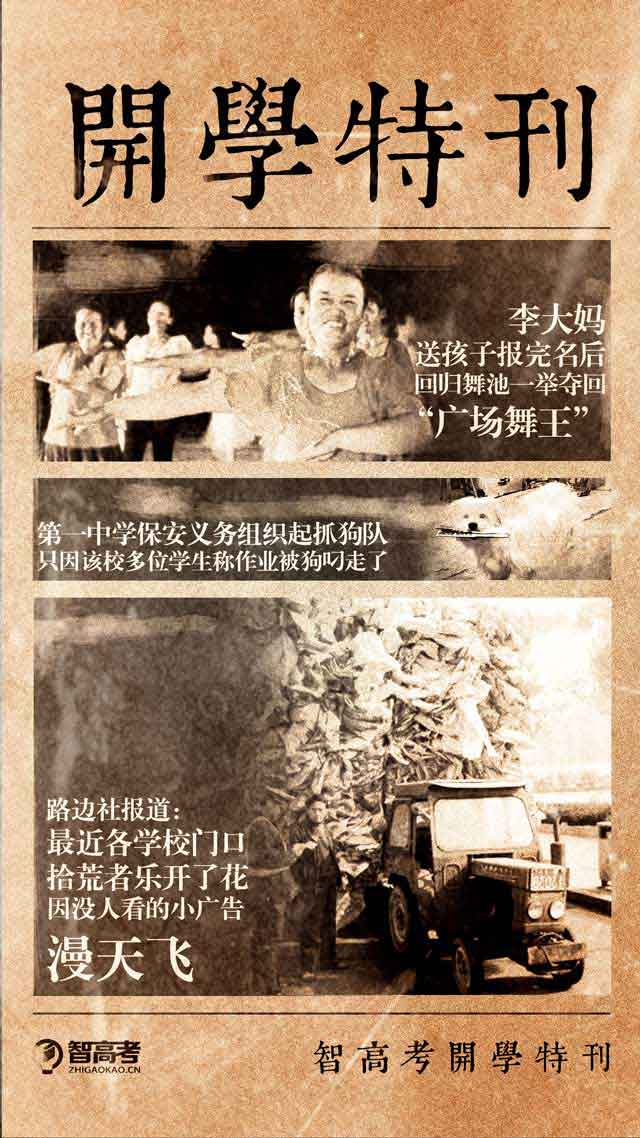 開學特刊
李大妈
送孩子报完名后
回归舞池一举夺回
“广场舞王”
第一中学保安义务组织起抓狗队
只因该校多位学生称作业被狗叼走了
路边社报道：
最近各学校门口
拾荒者乐开了花
因没人看的小广告
漫天飞
智高考
ZHIGAOKAO.CN
智高考開學特刊